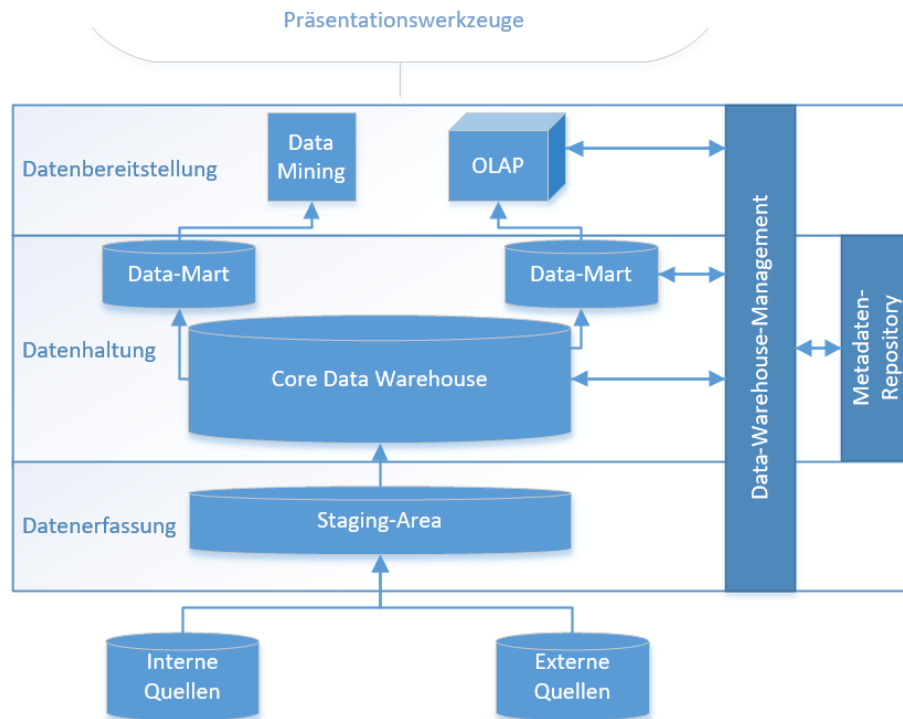 Präsentationswerkzeuge
Datenbereitstellung
Data
Mining
OLAP
Data-Mart
Data-Mart
Datenhaltung
Core Data Warehouse
Data-Warehouse-Management
Metadaten-
Repository
Datenerfassung
Staging-Area
Interne
Quellen
Externe
Quellen